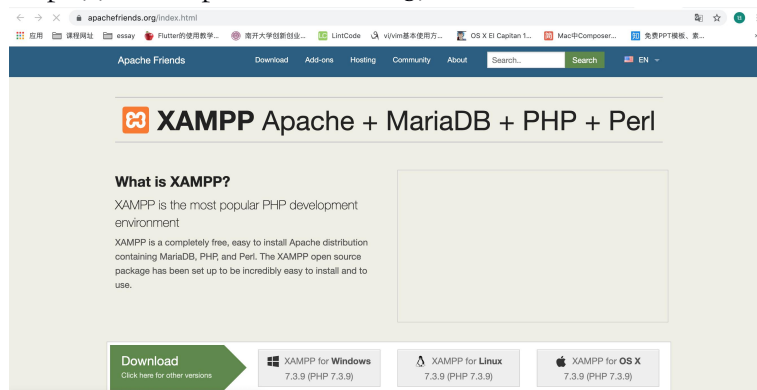 apachefriends.org/index.html
应用 课程网址 essay Flutter的使用教学... 南开大学创新创业... LintCode vi/vim基本使用方... OS X El Capitan 1... Mac中Composer... 免费PPT模板、素...
Apache Friends Download Add-ons Hosting Community About Search... Search EN
XAMPP Apache + MariaDB + PHP + Perl
What is XAMPP?
XAMPP is the most popular PHP development
environment
XAMPP is a completely free, easy to install Apache distribution
containing MariaDB, PHP, and Perl. The XAMPP open source
package has been set up to be incredibly easy to install and to
use.
Download
Click here for other versions
XAMPP for Windows
7.3.9 (PHP 7.3.9)
XAMPP for Linux
7.3.9 (PHP 7.3.9)
XAMPP for OS X
7.3.9 (PHP 7.3.9)